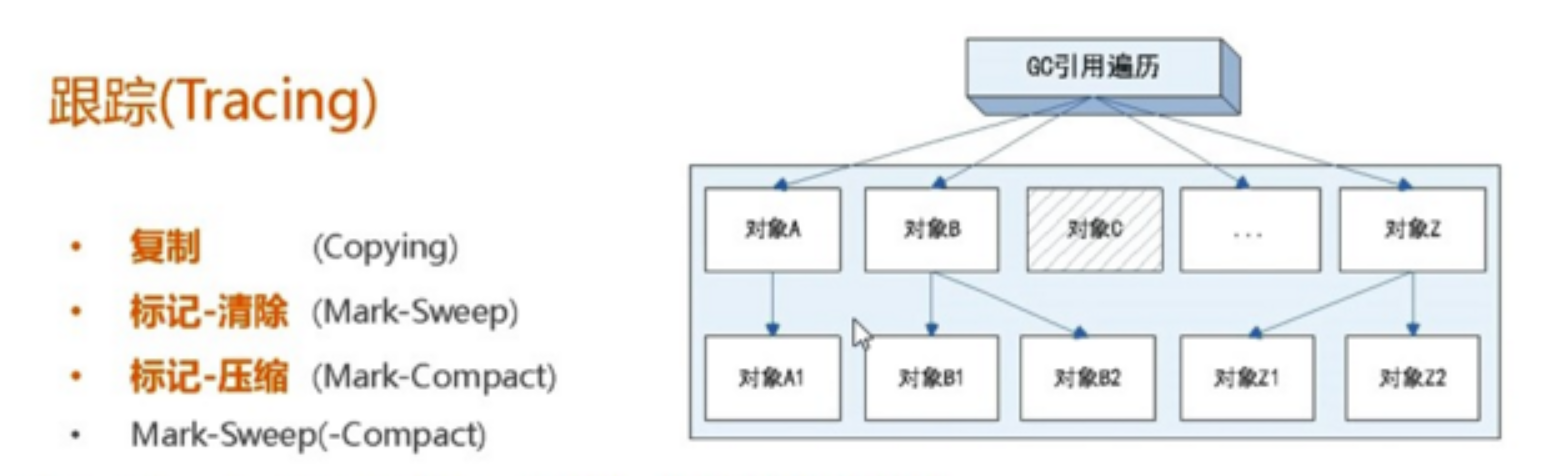 跟踪(Tracing)
• 复制 (Copying)
• 标记-清除 (Mark-Sweep)
• 标记-压缩 (Mark-Compact)
• Mark-Sweep(-Compact)
GC引用遍历
对象A 对象B 对象C ... 对象Z
对象A1 对象B1 对象B2 对象Z1 对象Z2